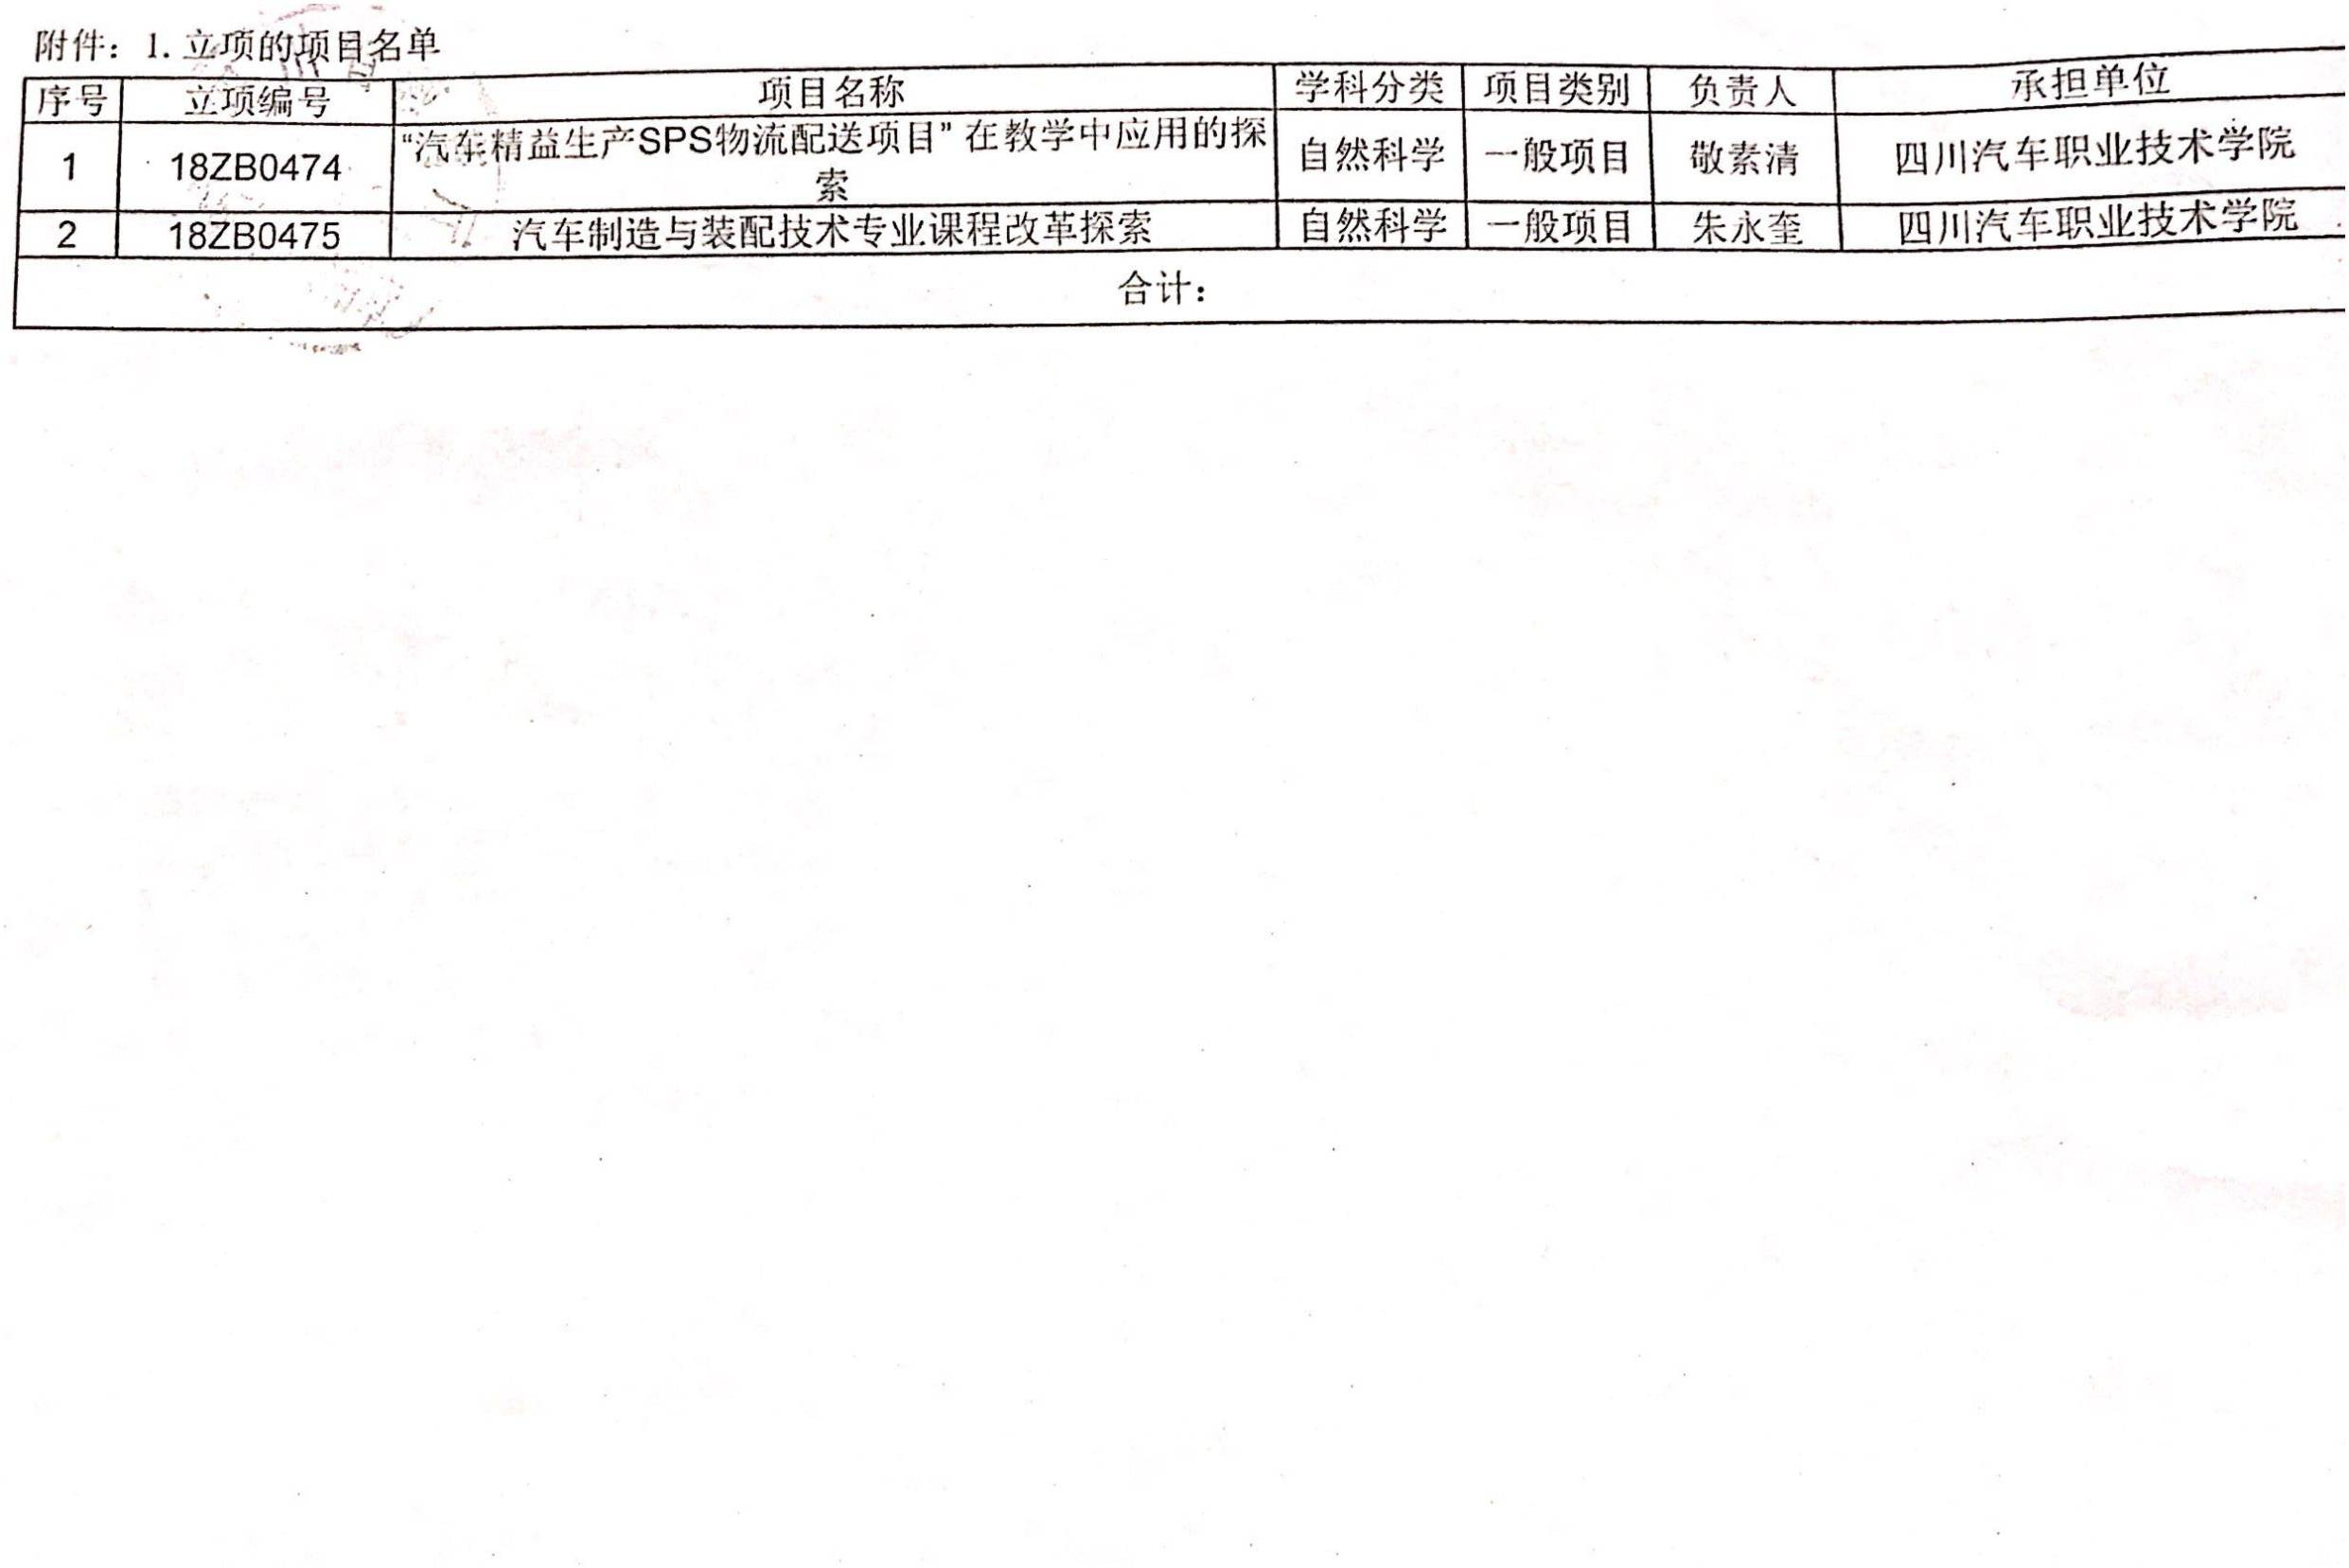 附件：1. 立项的项目名单
序号 立项编号 项目名称 学科分类 项目类别 负责人 承担单位
1 18ZB0474 “汽车精益生产SPS物流配送项目”在教学中应用的探索 自然科学 一般项目 敬素清 四川汽车职业技术学院
2 18ZB0475 汽车制造与装配技术专业课程改革探索 自然科学 一般项目 朱永奎 四川汽车职业技术学院
合计：